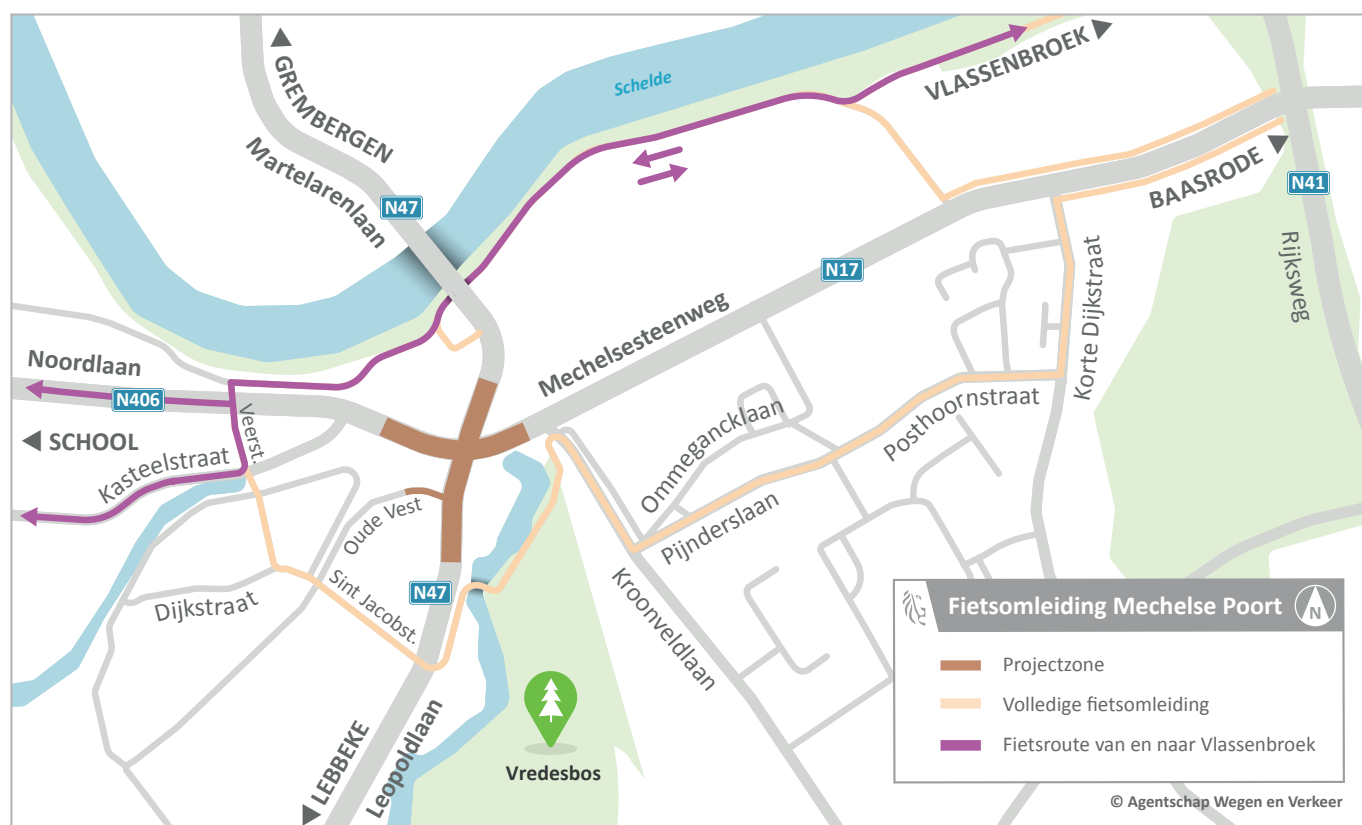 GREMBERGEN
Martelarenlaan
N47
Schelde
VLASSENBROEK
BAASRODE
N41
Rijksweg
N17
Mechelsesteenweg
Korte Dijkstraat
Noordlaan
N406
SCHOOL
Veerst.
Kasteelstraat
Oude Vest
Ommegancklaan
Posthoornstraat
Pijnderslaan
Dijkstraat
Sint Jacobst.
N47
Kroonveldlaan
LEBBEKE
Leopoldlaan
Vredesbos
Fietsomleiding Mechelse Poort
N
Projectzone
Volledige fietsomleiding
Fietsroute van en naar Vlassenbroek
© Agentschap Wegen en Verkeer